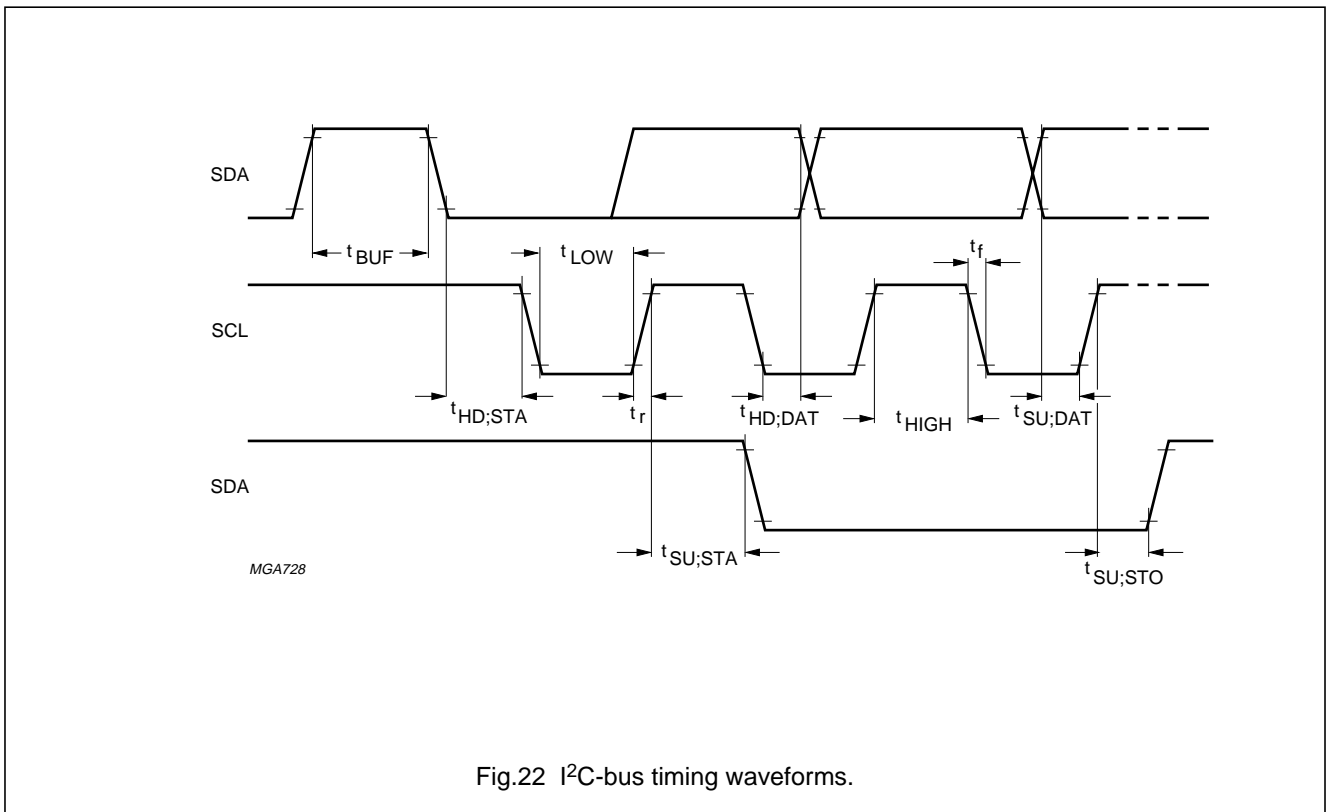 SDA
t BUF
t LOW
t f
SCL
t HD;STA
t r
t HD;DAT
t HIGH
t SU;DAT
SDA
t SU;STA
t SU;STO
MGA728
Fig.22 I²C-bus timing waveforms.